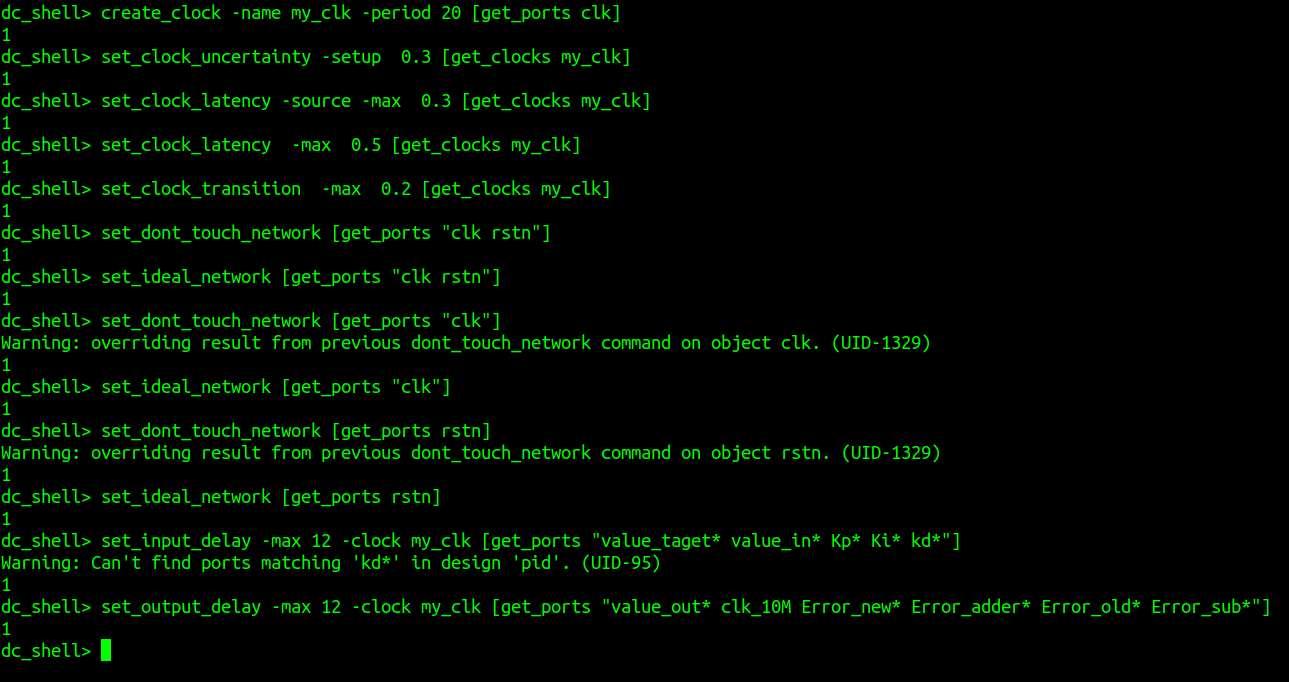 dc_shell> create_clock -name my_clk -period 20 [get_ports clk]
1
dc_shell> set_clock_uncertainty -setup  0.3 [get_clocks my_clk]
1
dc_shell> set_clock_latency -source -max  0.3 [get_clocks my_clk]
1
dc_shell> set_clock_latency  -max  0.5 [get_clocks my_clk]
1
dc_shell> set_clock_transition  -max  0.2 [get_clocks my_clk]
1
dc_shell> set_dont_touch_network [get_ports "clk rstn"]
1
dc_shell> set_ideal_network [get_ports "clk rstn"]
1
dc_shell> set_dont_touch_network [get_ports "clk"]
Warning: overriding result from previous dont_touch_network command on object clk. (UID-1329)
1
dc_shell> set_ideal_network [get_ports "clk"]
1
dc_shell> set_dont_touch_network [get_ports rstn]
Warning: overriding result from previous dont_touch_network command on object rstn. (UID-1329)
1
dc_shell> set_ideal_network [get_ports rstn]
1
dc_shell> set_input_delay -max 12 -clock my_clk [get_ports "value_taget* value_in* Kp* Ki* kd*"]
Warning: Can't find ports matching 'kd*' in design 'pid'. (UID-95)
1
dc_shell> set_output_delay -max 12 -clock my_clk [get_ports "value_out* clk_10M Error_new* Error_adder* Error_old* Error_sub*"]
1
dc_shell>